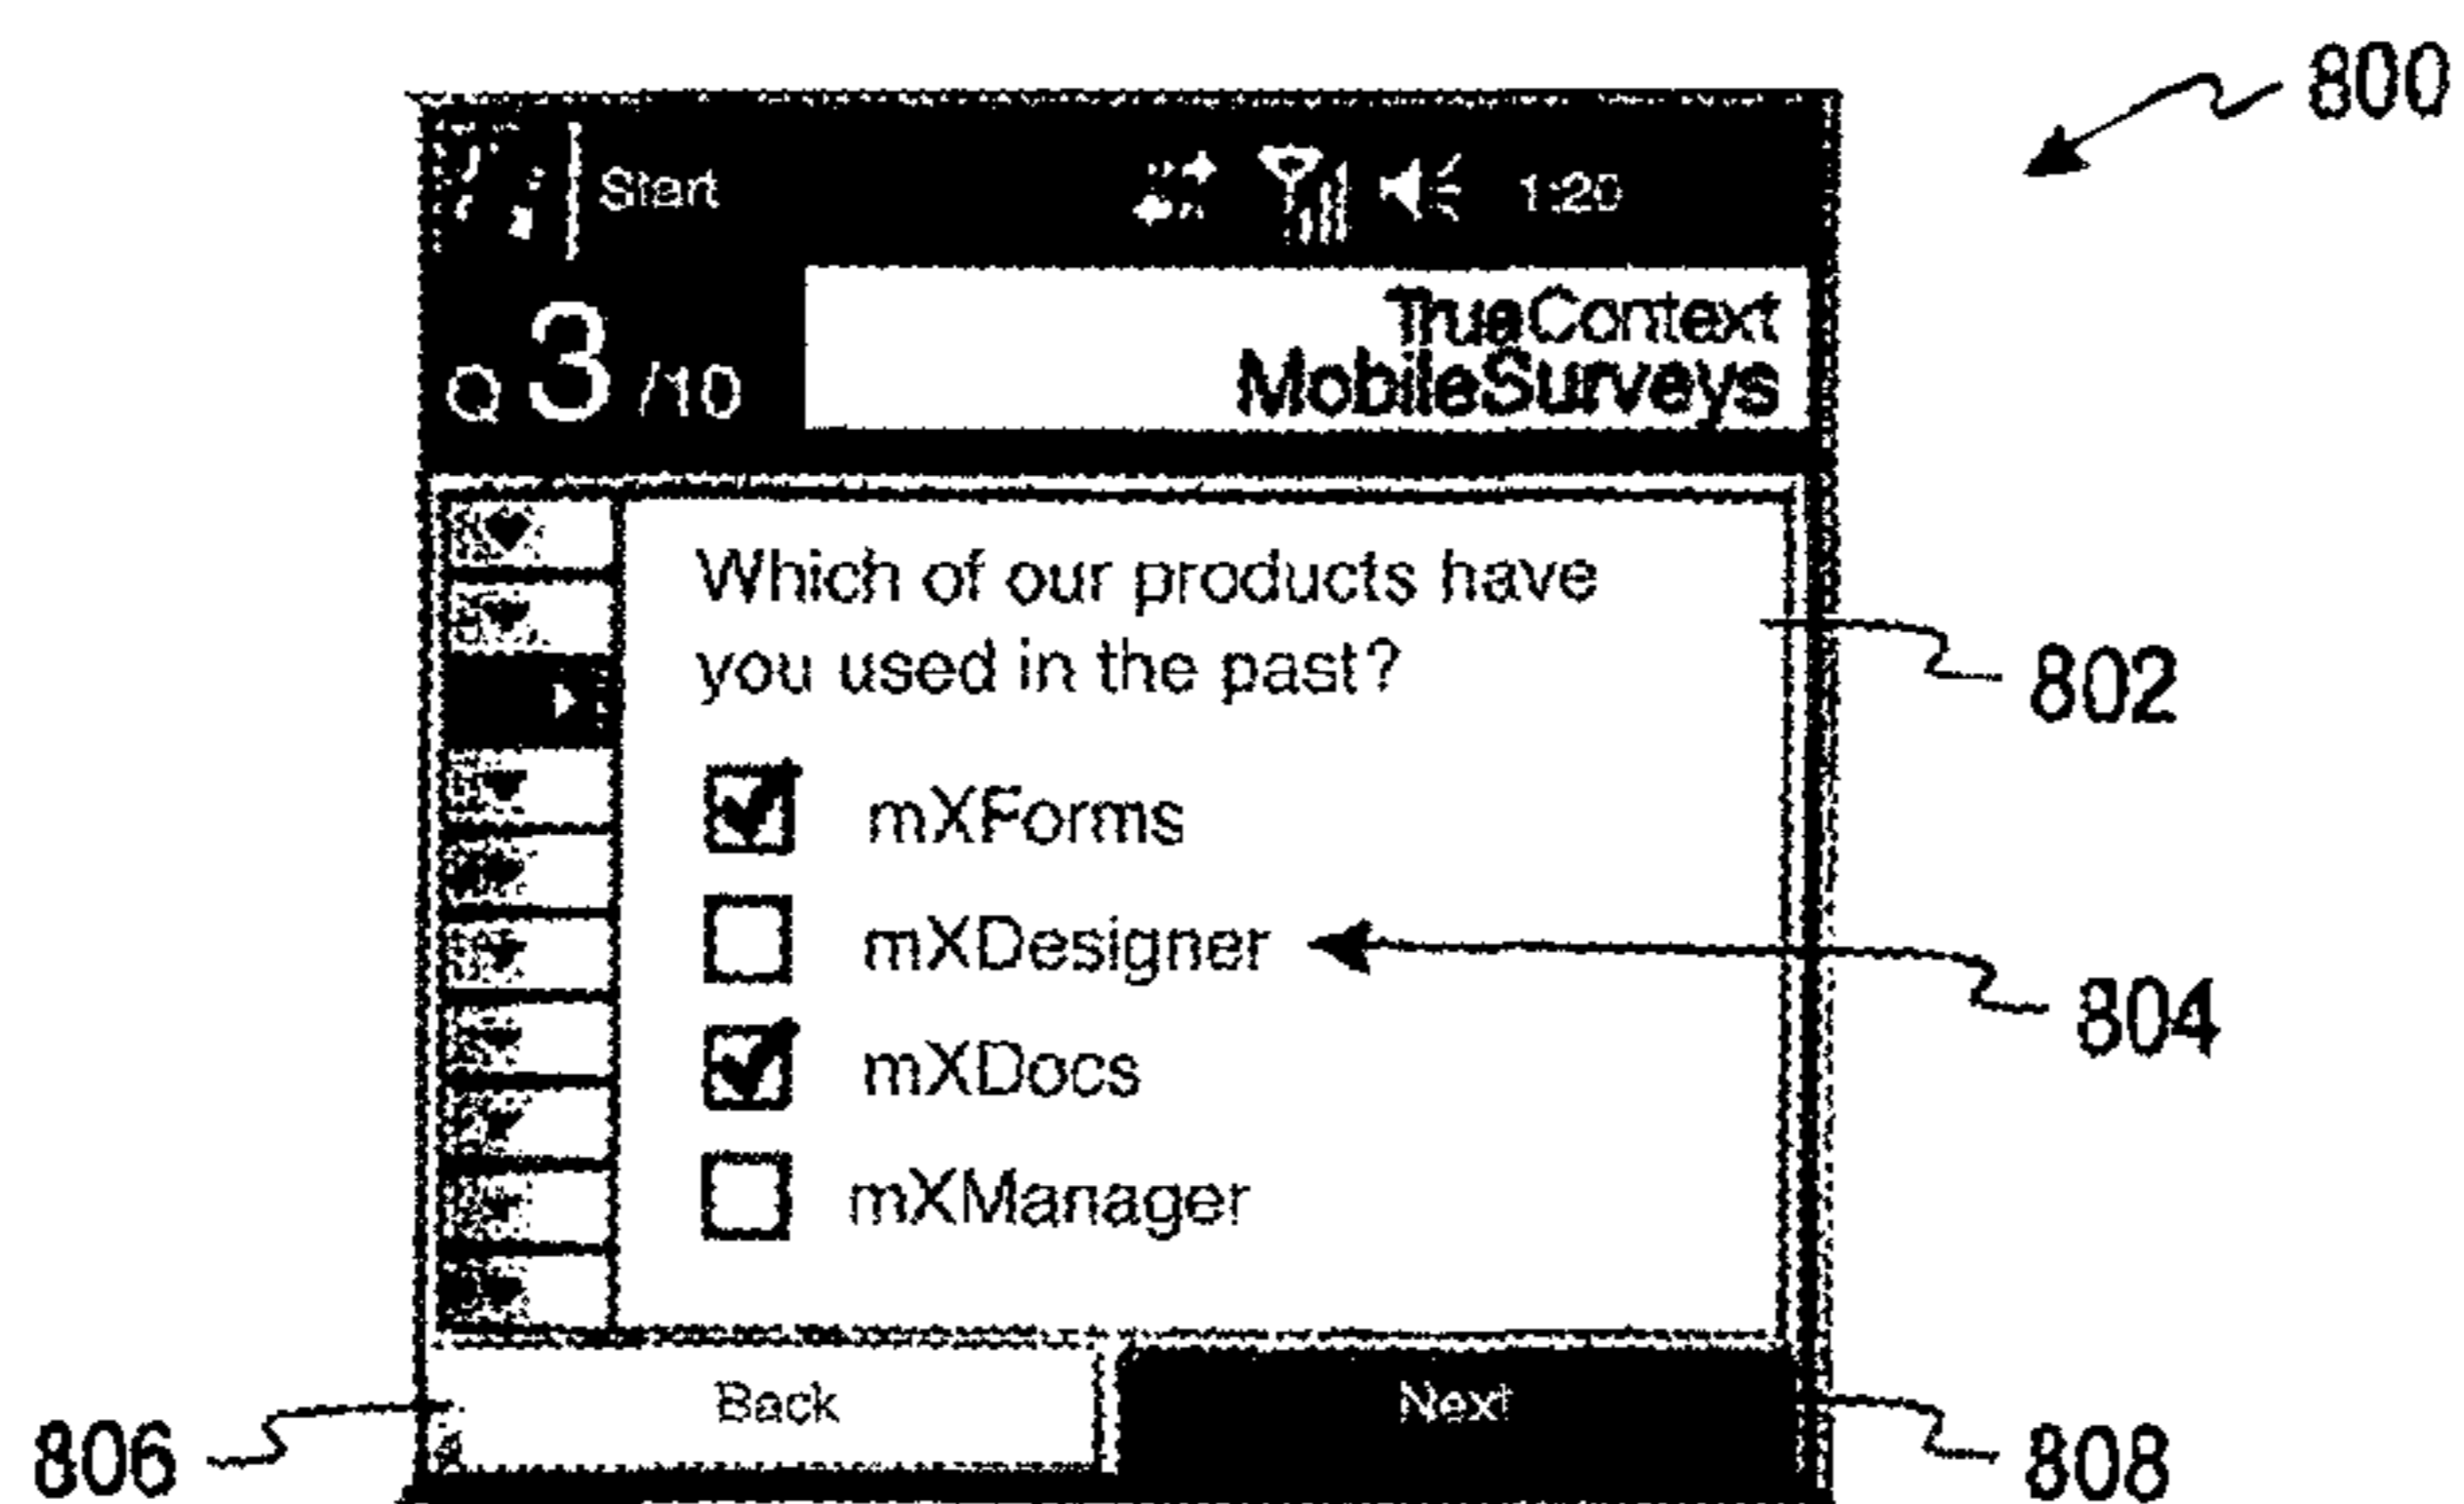 800
Start 1:20
Q 3 /10
TrueContext
MobileSurveys
Which of our products have
you used in the past?
802
mXForms
mXDesigner
804
mXDocs
mXManager
Back Next
806
808